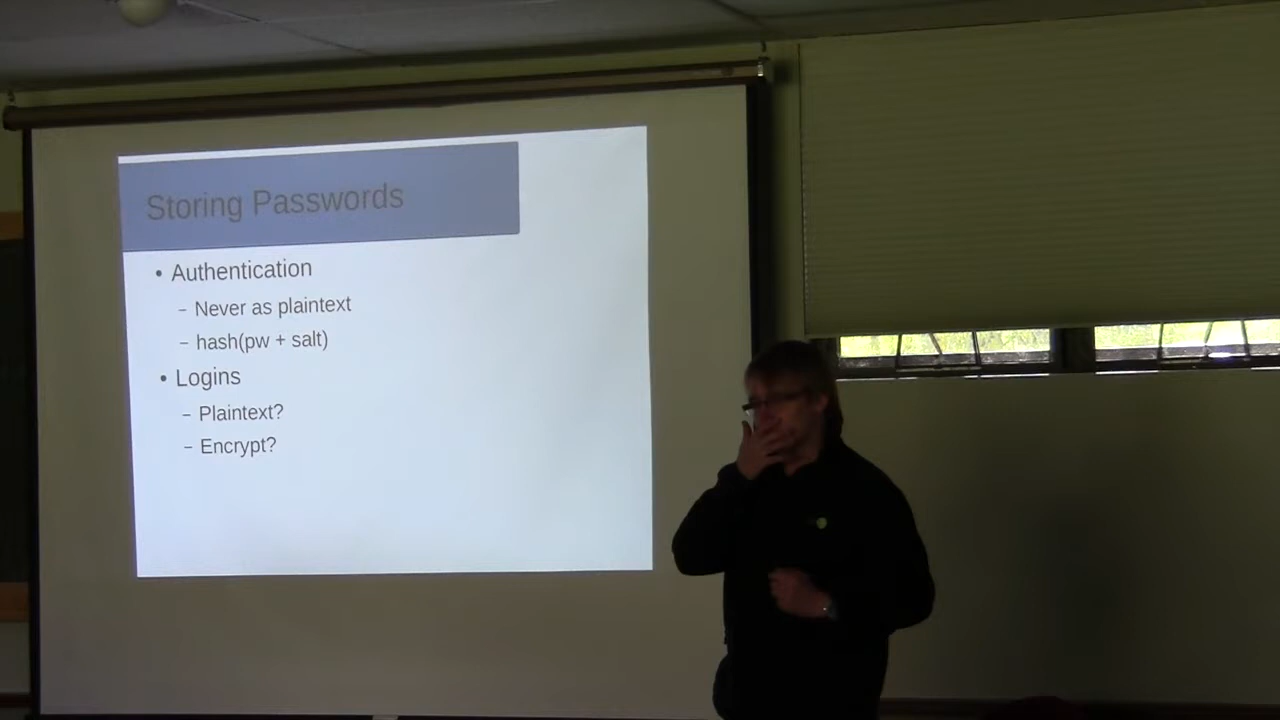 Storing Passwords
• Authentication
– Never as plaintext
– hash(pw + salt)
• Logins
– Plaintext?
– Encrypt?